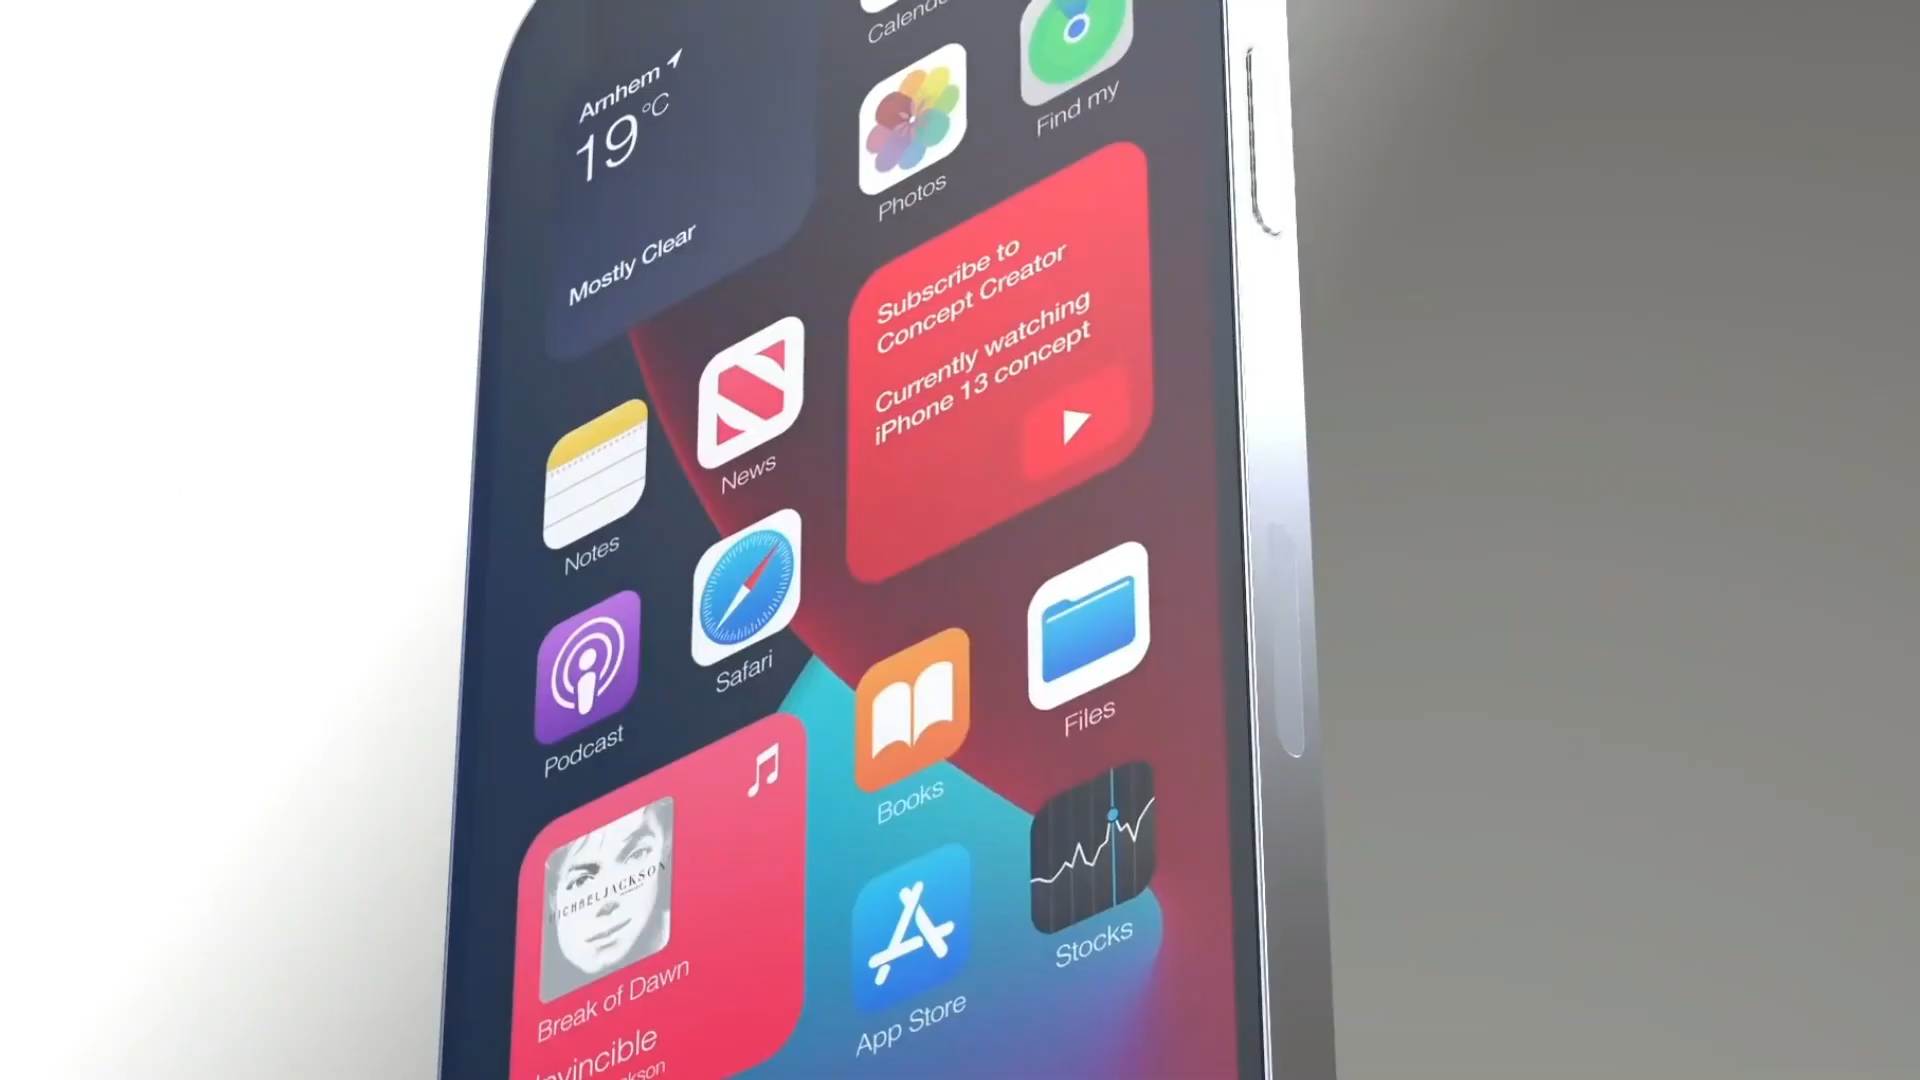 Arnhem
19°C
Mostly Clear
Photos
Find my
Subscribe to
Concept Creator
Currently watching
iPhone 13 concept
Notes
News
Podcast
Safari
Books
Files
MICHAEL JACKSON
Break of Dawn
Invincible
App Store
Stocks